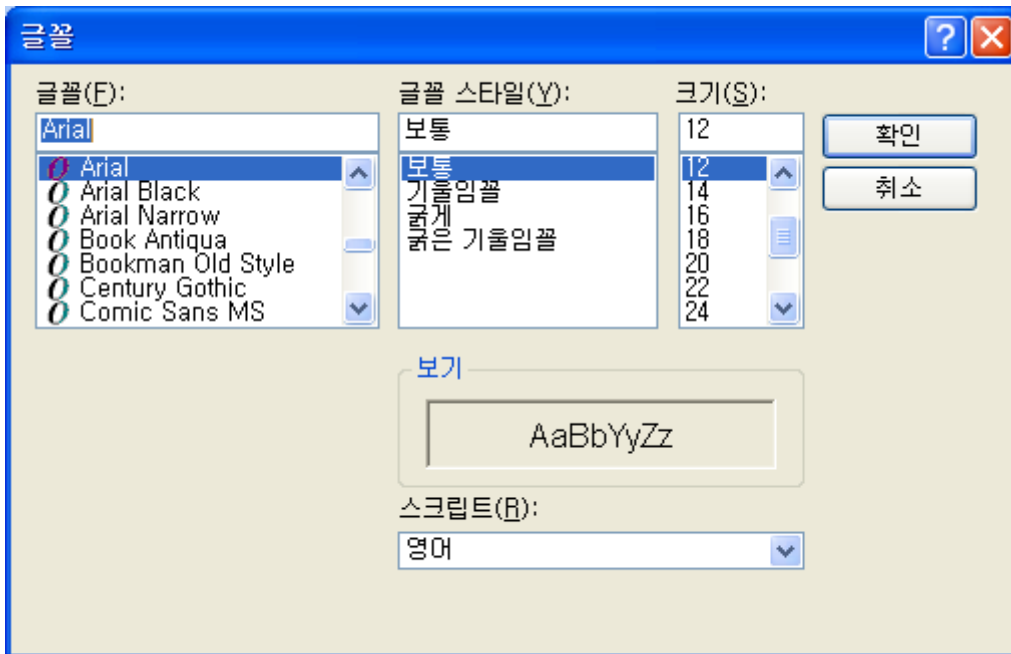 글꼴
글꼴(F):
Arial
Arial
Arial Black
Arial Narrow
Book Antiqua
Bookman Old Style
Century Gothic
Comic Sans MS
글꼴 스타일(Y):
보통
보통
기울임꼴
굵게
굵은 기울임꼴
크기(S):
12
12
14
16
18
20
22
24
확인
취소
보기
AaBbYyZz
스크립트(R):
영어